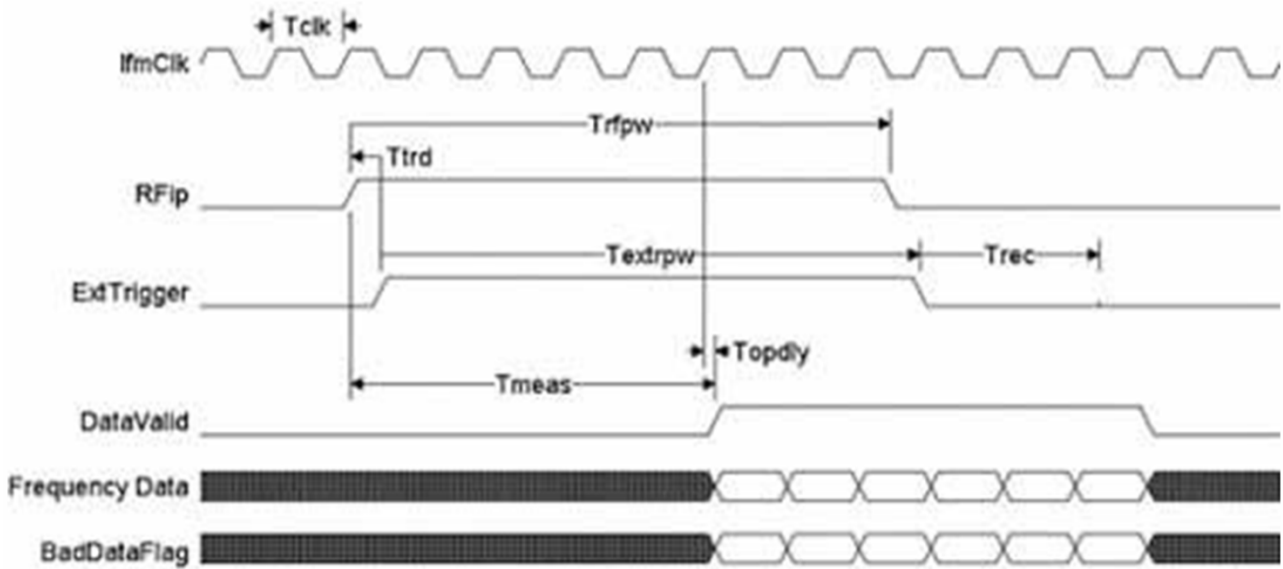 Tclk
IfmClk
Trfpw
Ttrd
RFip
Textrpw
Trec
ExtTrigger
Topdly
Tmeas
DataValid
Frequency Data
BadDataFlag